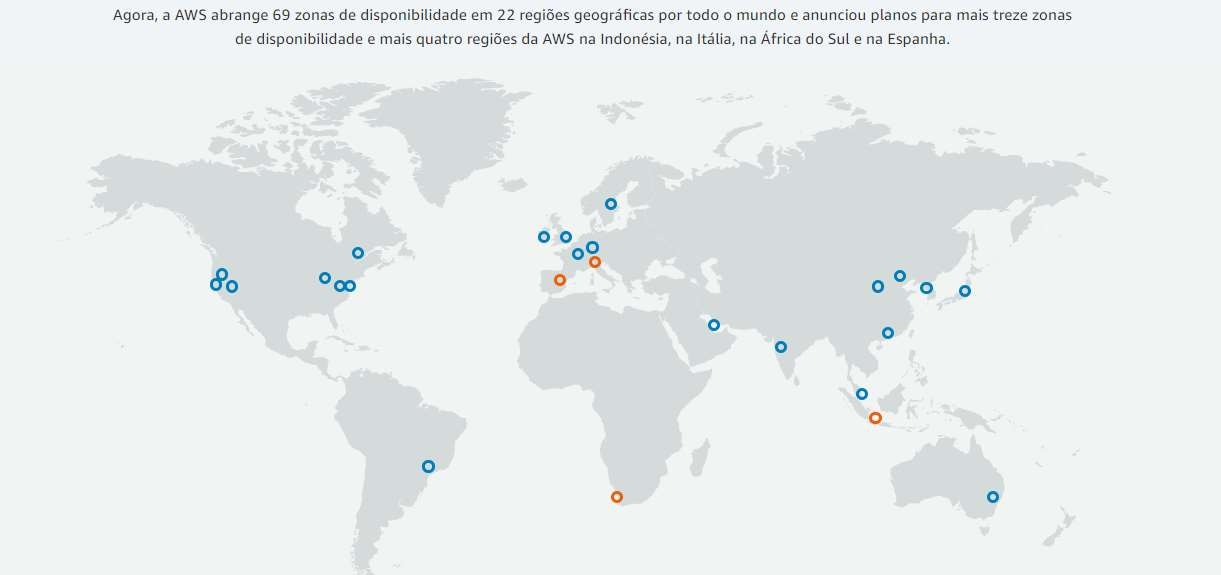 Agora, a AWS abrange 69 zonas de disponibilidade em 22 regiões geográficas por todo o mundo e anunciou planos para mais treze zonas
de disponibilidade e mais quatro regiões da AWS na Indonésia, na Itália, na África do Sul e na Espanha.